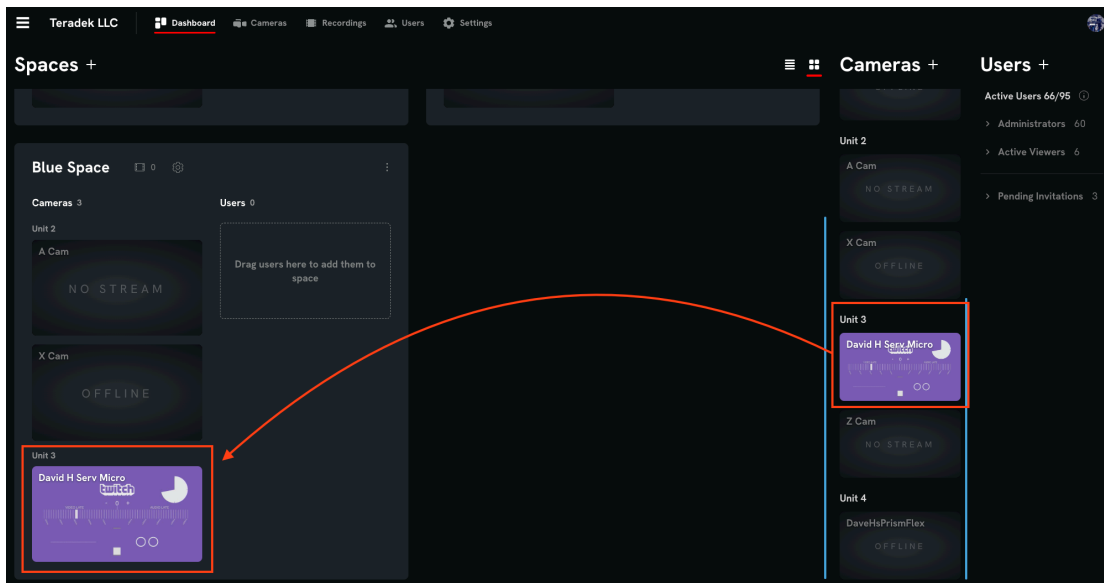 Teradek LLC
Dashboard
Cameras
Recordings
Users
Settings
Spaces +
Blue Space
0
Cameras 3
Users 0
Unit 2
A Cam
NO STREAM
Drag users here to add them to
space
X Cam
OFFLINE
Unit 3
David H Serv Micro
twitch
- 0 +
Cameras +
Unit 2
A Cam
NO STREAM
X Cam
OFFLINE
Unit 3
David H Serv Micro
twitch
- 0 +
Z Cam
NO STREAM
Unit 4
DaveHsPrismFlex
OFFLINE
Users +
Active Users 66/95
Administrators 60
Active Viewers 6
Pending Invitations 3